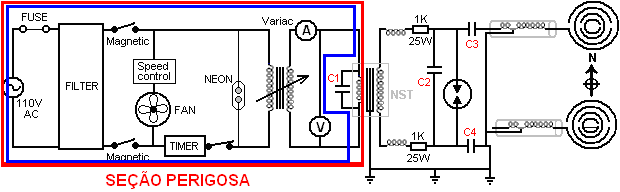 FUSE
Magnetic
Variac
A
1K
25W
C3
Speed
control
NEON
C1
NST
C2
N
110V
AC
FILTER
FAN
V
TIMER
Magnetic
1K
25W
C4
SEÇÃO PERIGOSA